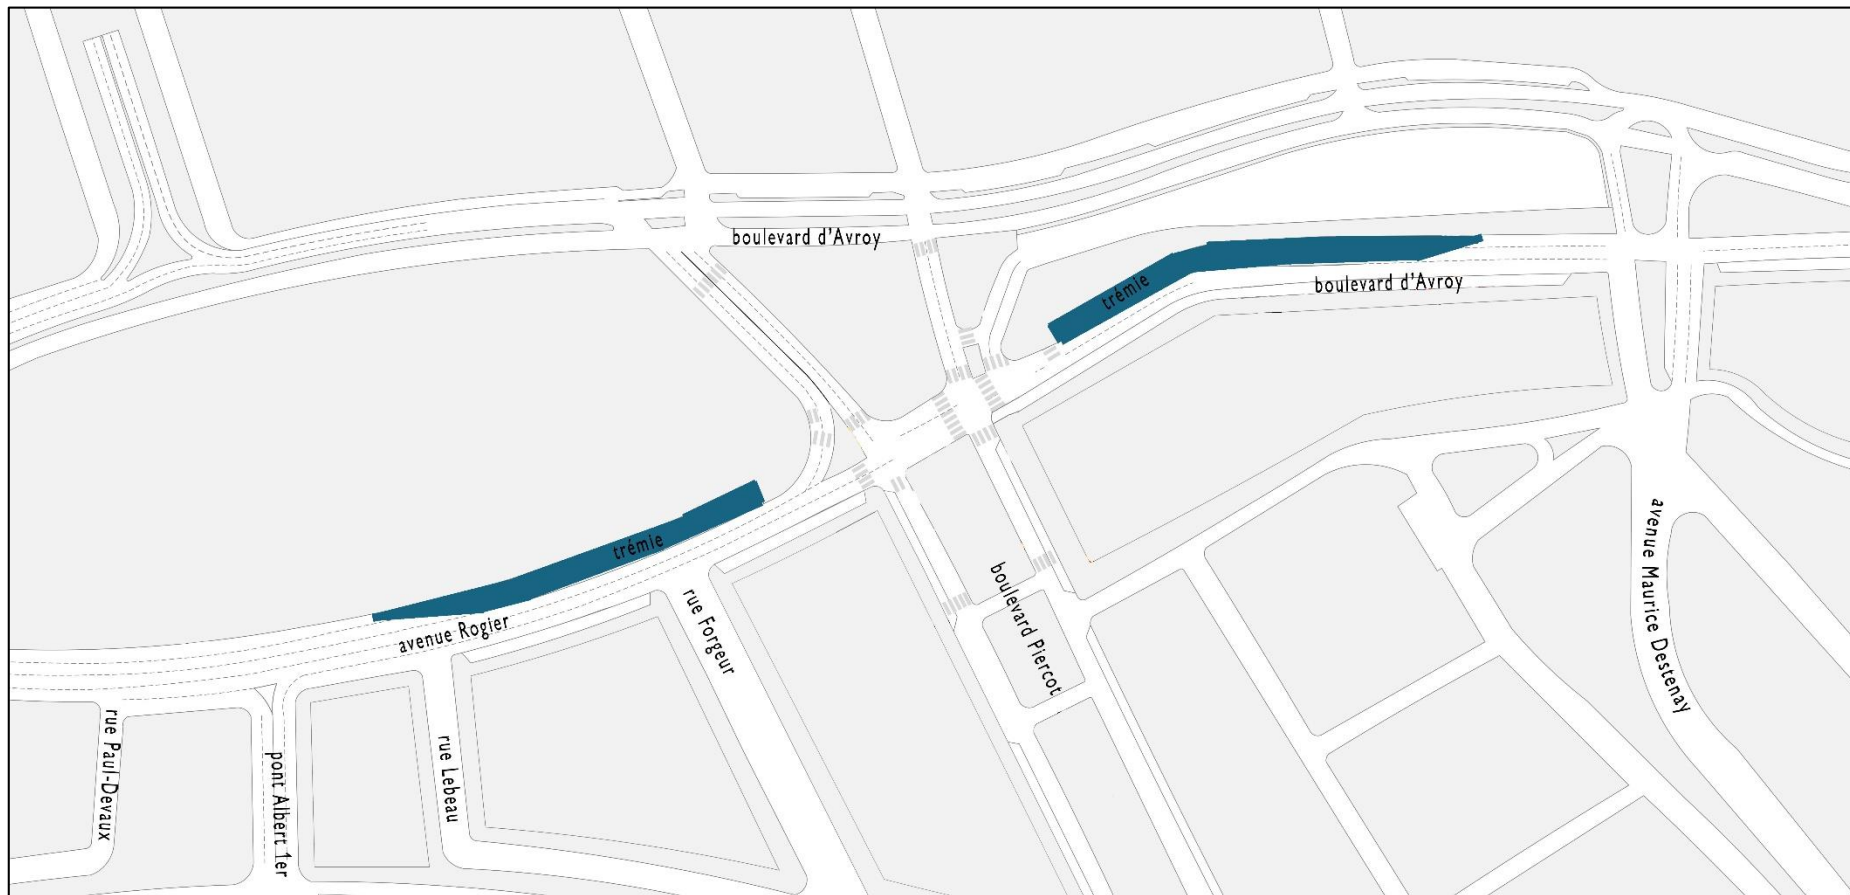 boulevard d'Avroy
boulevard d'Avroy
trémie
trémie
avenue Rogier
rue Forgeur
boulevard Piercot
avenue Maurice Destenay
rue Paul-Devaux
pont Albert 1er
rue Lebeau